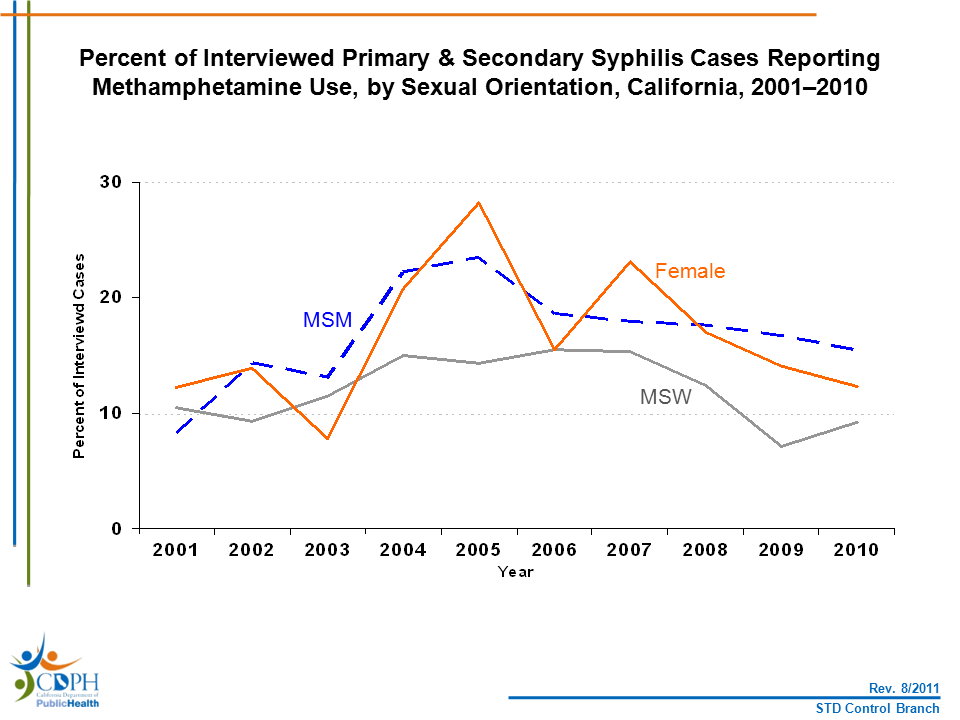 Percent of Interviewed Primary & Secondary Syphilis Cases Reporting
Methamphetamine Use, by Sexual Orientation, California, 2001–2010
30
20
10
0
Percent of Interviewd Cases
MSM
Female
MSW
2001 2002 2003 2004 2005 2006 2007 2008 2009 2010
Year
CDPH
California Department of
PublicHealth
Rev. 8/2011
STD Control Branch